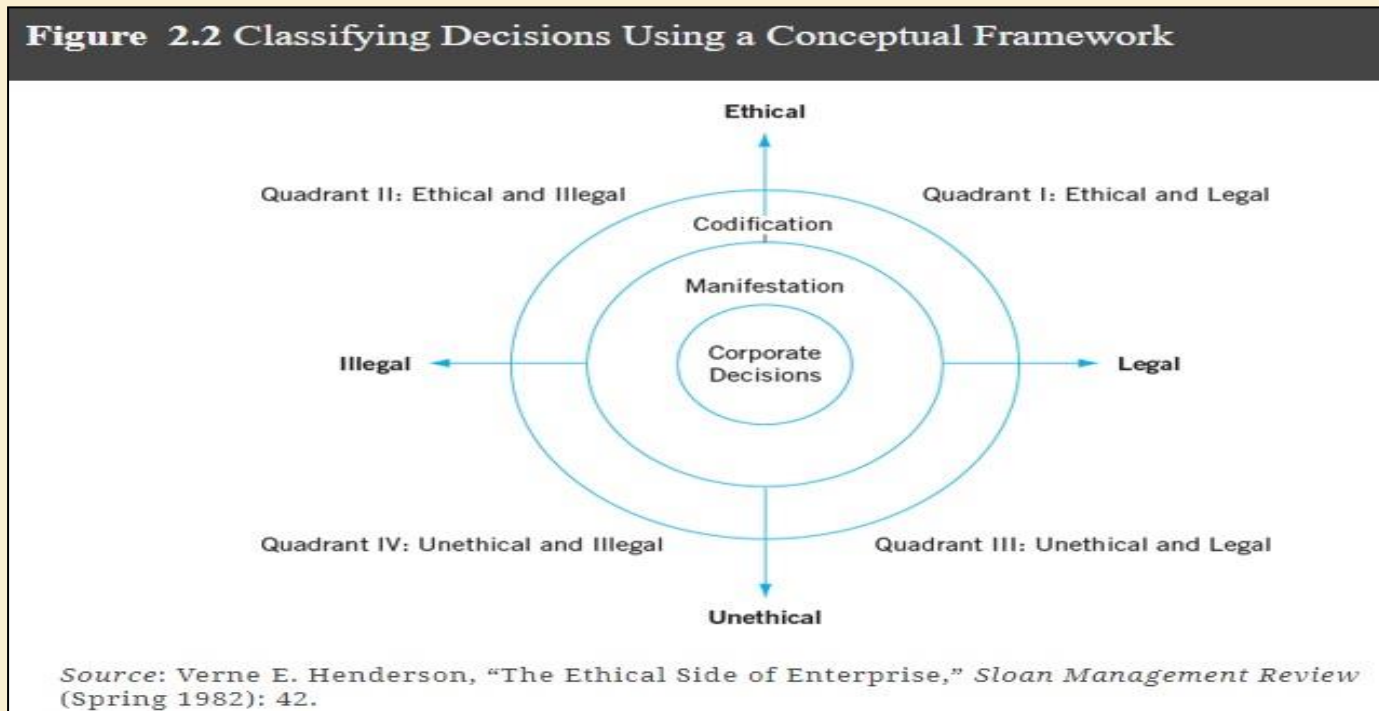 Figure 2.2 Classifying Decisions Using a Conceptual Framework
Ethical
Quadrant II: Ethical and Illegal
Quadrant I: Ethical and Legal
Codification
Manifestation
Illegal
Corporate
Decisions
Legal
Quadrant IV: Unethical and Illegal
Quadrant III: Unethical and Legal
Unethical
Source: Verne E. Henderson, “The Ethical Side of Enterprise,” Sloan Management Review
(Spring 1982): 42.